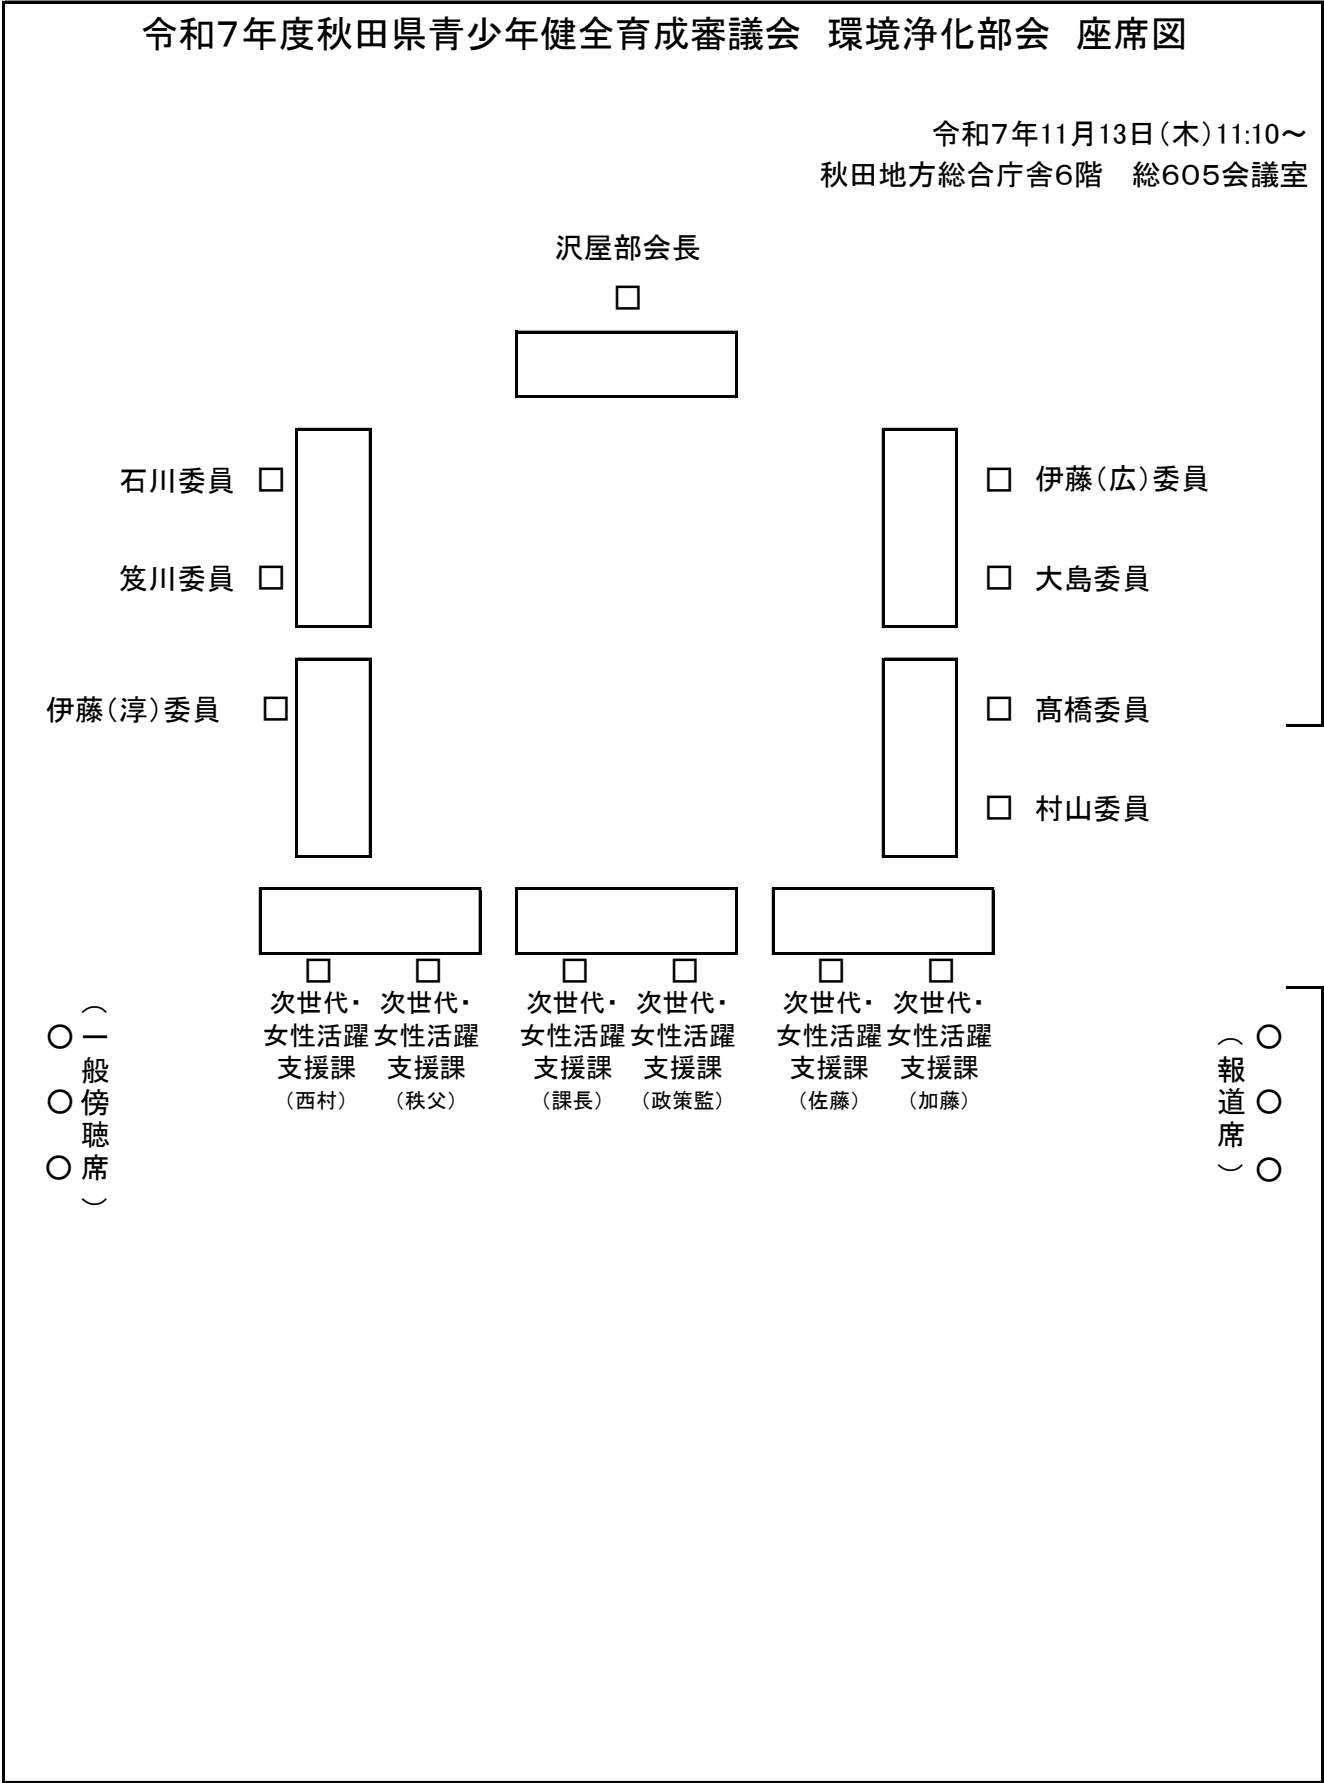 令和7年度秋田県青少年健全育成審議会　環境浄化部会　座席図
令和7年11月13日（木）11:10～
秋田地方総合庁舎6階　総605会議室
沢屋部会長
□
石川委員 □
□ 伊藤（広）委員
笈川委員 □
□ 大島委員
伊藤（淳）委員 □
□ 髙橋委員
□ 村山委員
□ □ □ □ □ □
次世代・ 次世代・ 次世代・ 次世代・ 次世代・ 次世代・
女性活躍 女性活躍 女性活躍 女性活躍 女性活躍 女性活躍
支援課 支援課 支援課 支援課 支援課 支援課
（西村） （秩父） （課長） （政策監） （佐藤） （加藤）
（一般傍聴席）
○
○
○
（報道席）
○
○
○